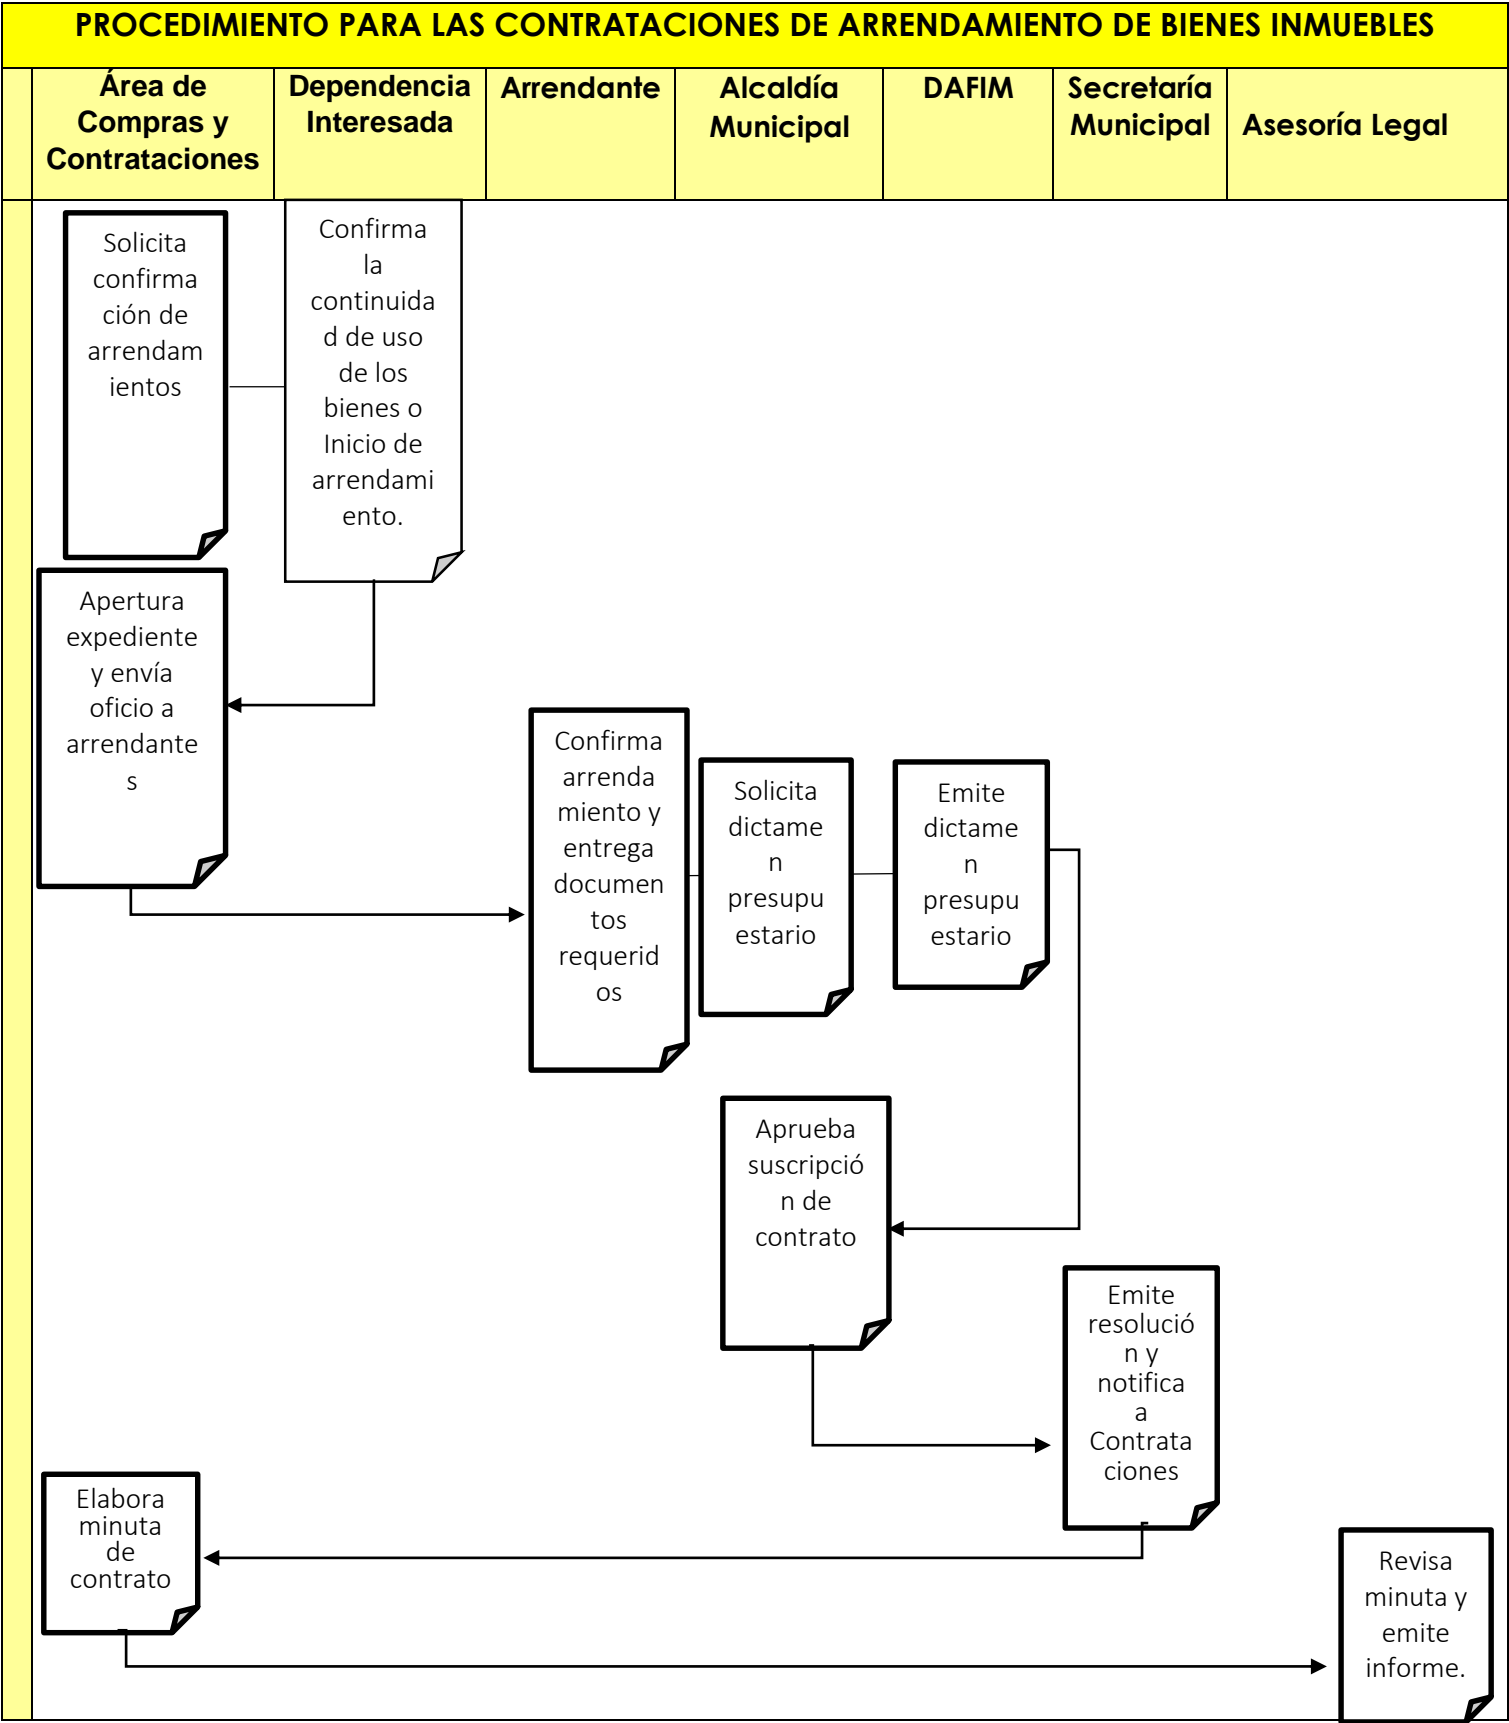 PROCEDIMIENTO PARA LAS CONTRATACIONES DE ARRENDAMIENTO DE BIENES INMUEBLES
Área de
Compras y
Contrataciones
Dependencia
Interesada
Arrendante
Alcaldía
Municipal
DAFIM
Secretaría
Municipal
Asesoría Legal
Solicita
confirma
ción de
arrendam
ientos
Confirma
la
continuida
d de uso
de los
bienes o
Inicio de
arrendami
ento.
Apertura
expediente
y envía
oficio a
arrendante
s
Confirma
arrenda
miento y
entrega
documen
tos
requerid
os
Solicita
dictame
n
presupu
estario
Emite
dictame
n
presupu
estario
Aprueba
suscripció
n de
contrato
Emite
resolució
n y
notifica
a
Contrata
ciones
Elabora
minuta
de
contrato
Revisa
minuta y
emite
informe.